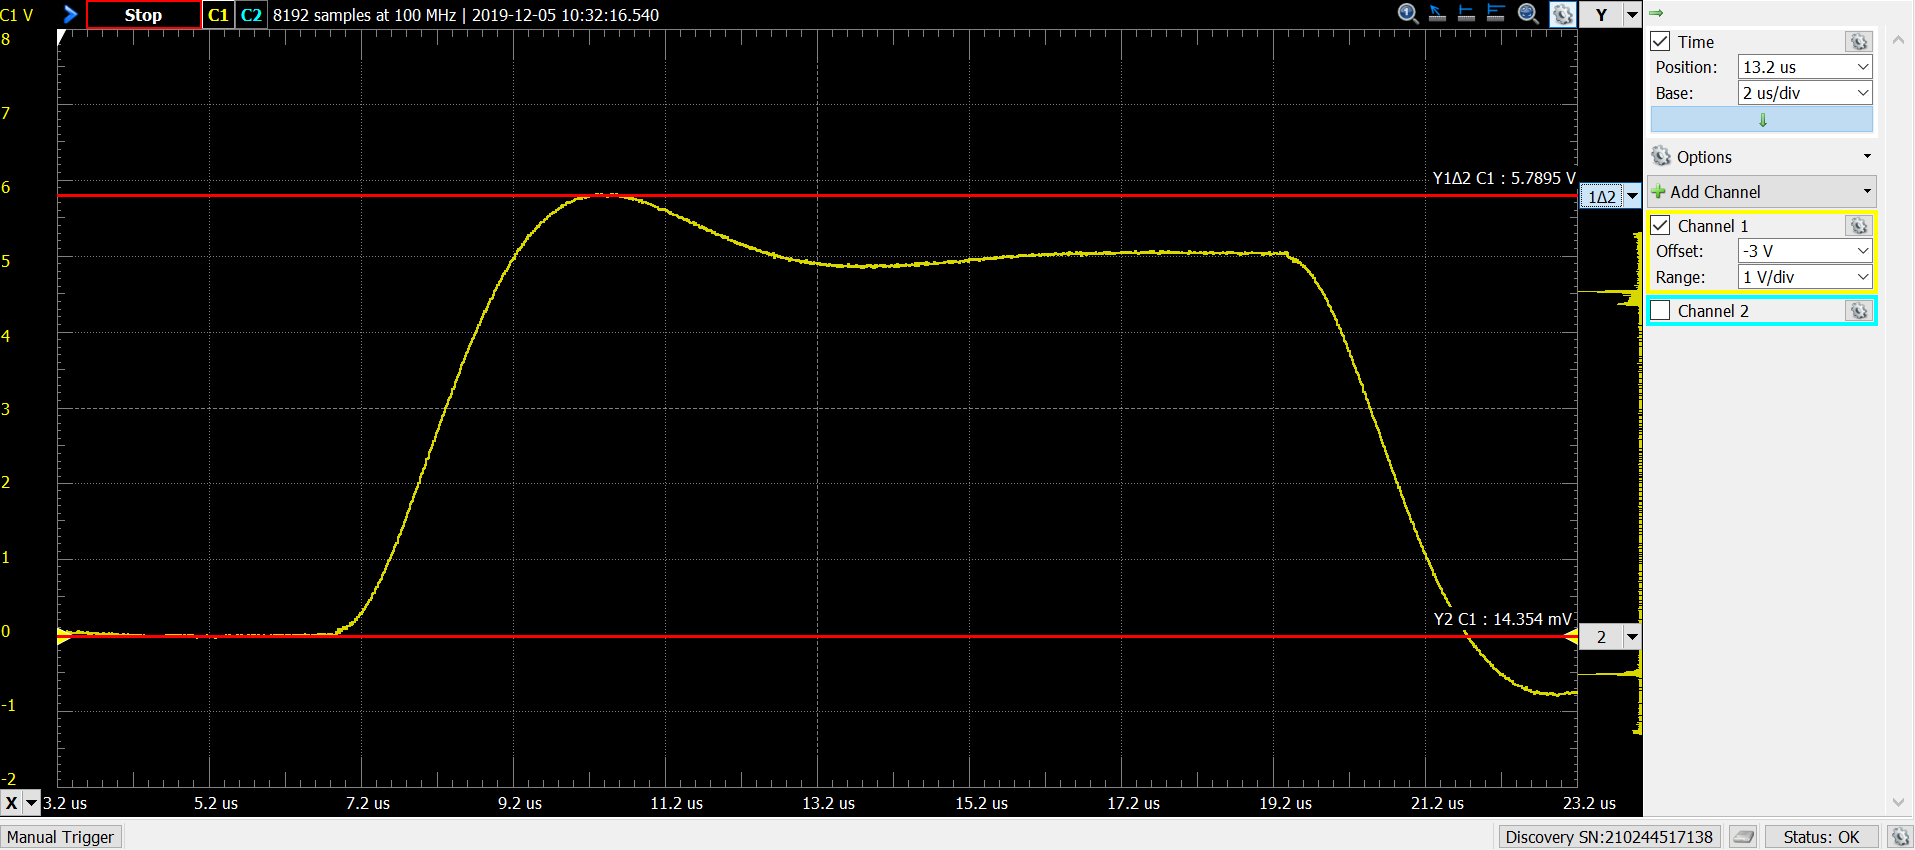 C1 V Stop C1 C2 8192 samples at 100 MHz | 2019-12-05 10:32:16.540 1 Y
8
7
6
5
4
3
2
1
0
-1
-2
Y1Δ2 C1 : 5.7895 V
1Δ2
Y2 C1 : 14.354 mV
2
X 3.2 us 5.2 us 7.2 us 9.2 us 11.2 us 13.2 us 15.2 us 17.2 us 19.2 us 21.2 us 23.2 us
Time
Position: 13.2 us
Base: 2 us/div
Options
Add Channel
Channel 1
Offset: -3 V
Range: 1 V/div
Channel 2
Manual Trigger Discovery SN:210244517138 Status: OK